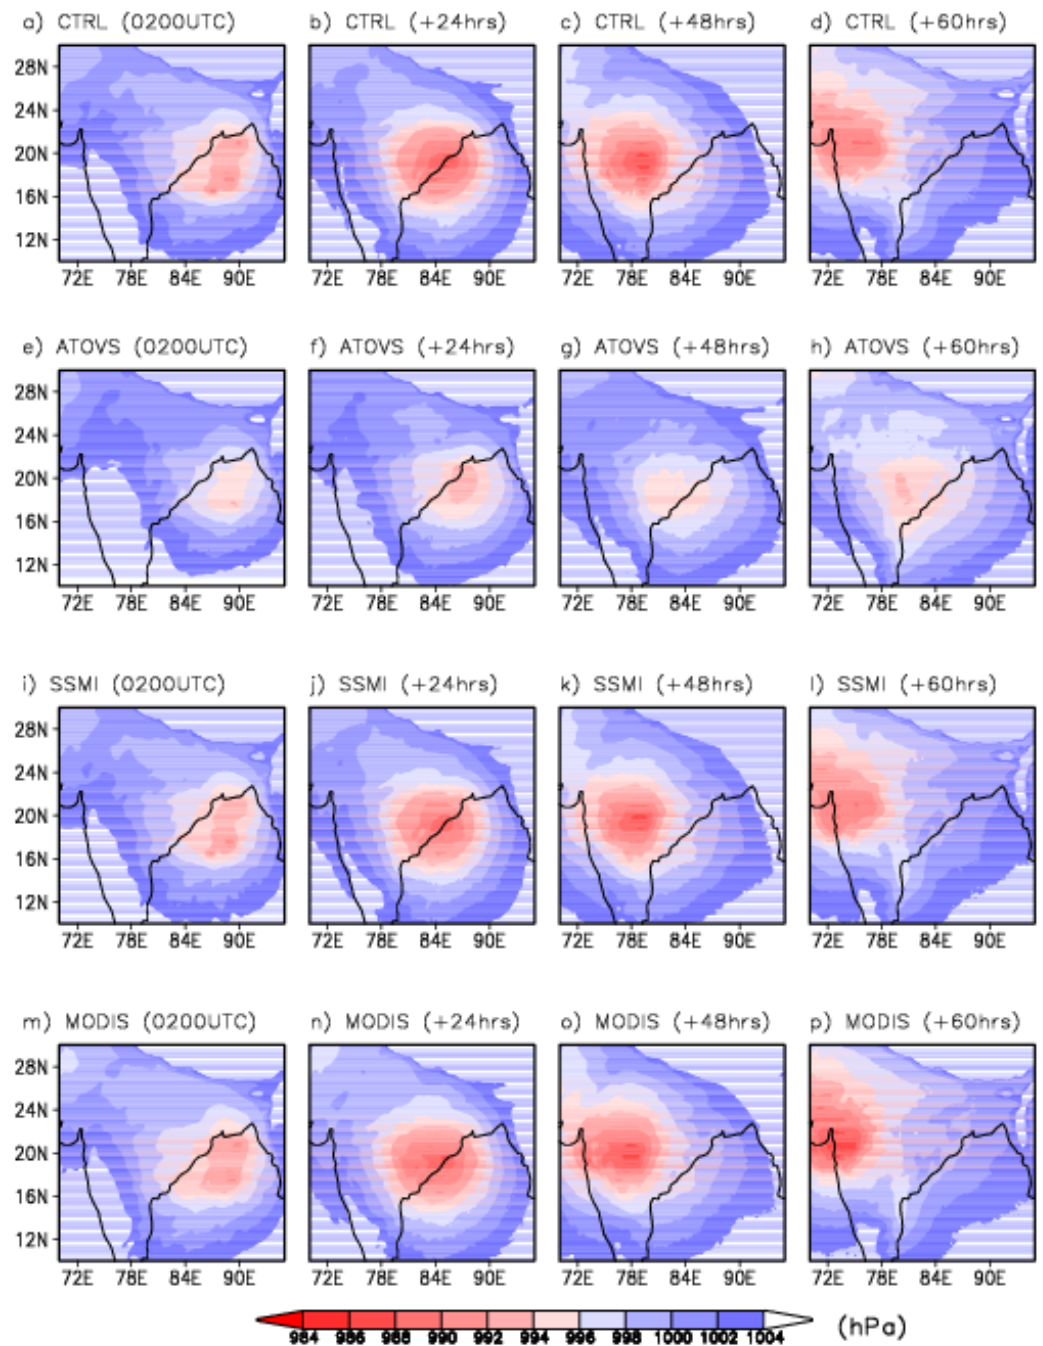 a) CTRL (0200UTC) b) CTRL (+24hrs) c) CTRL (+48hrs) d) CTRL (+60hrs)
28N
24N
20N
16N
12N
72E 78E 84E 90E 72E 78E 84E 90E 72E 78E 84E 90E 72E 78E 84E 90E
e) ATOVS (0200UTC) f) ATOVS (+24hrs) g) ATOVS (+48hrs) h) ATOVS (+60hrs)
28N
24N
20N
16N
12N
72E 78E 84E 90E 72E 78E 84E 90E 72E 78E 84E 90E 72E 78E 84E 90E
i) SSMI (0200UTC) j) SSMI (+24hrs) k) SSMI (+48hrs) l) SSMI (+60hrs)
28N
24N
20N
16N
12N
72E 78E 84E 90E 72E 78E 84E 90E 72E 78E 84E 90E 72E 78E 84E 90E
m) MODIS (0200UTC) n) MODIS (+24hrs) o) MODIS (+48hrs) p) MODIS (+60hrs)
28N
24N
20N
16N
12N
72E 78E 84E 90E 72E 78E 84E 90E 72E 78E 84E 90E 72E 78E 84E 90E
984 986 988 990 992 994 996 998 1000 1002 1004 (hPa)